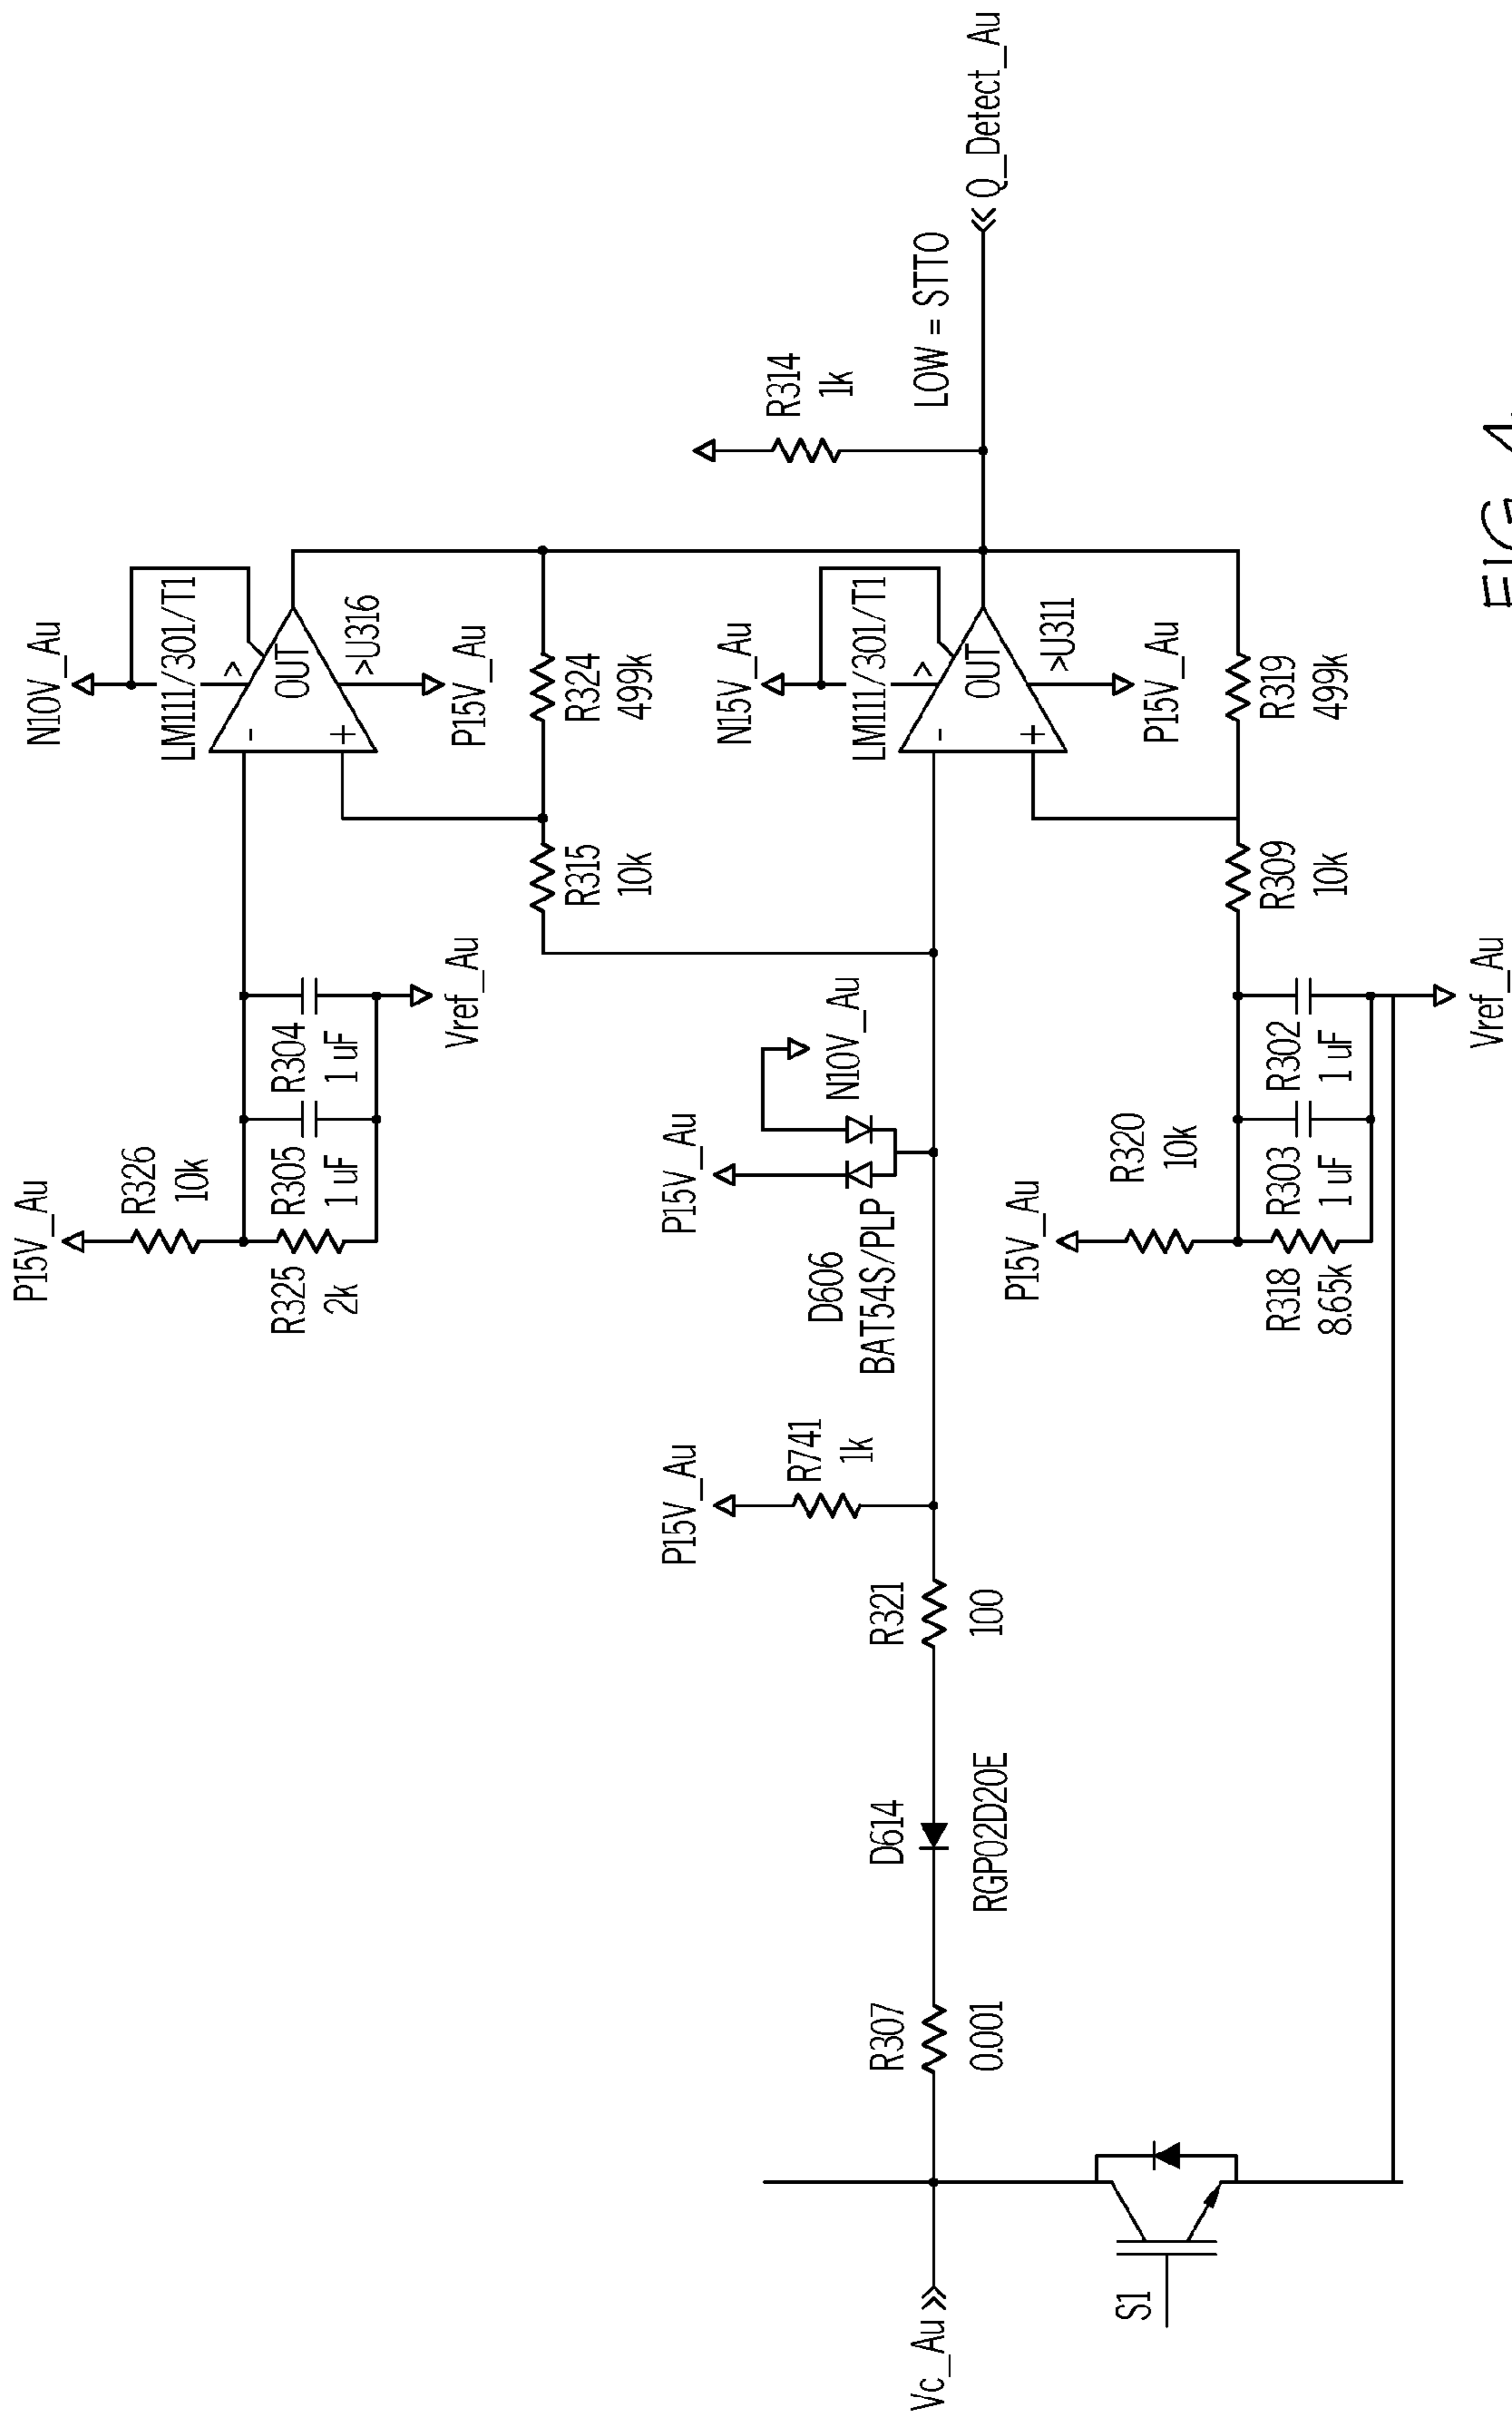 P15V_Au
R326
10k
R325
2k
R305
1 uF
R304
1 uF
Vref_Au
N10V_Au
LM111/301/T1
-
+
OUT
>
>U316
P15V_Au
R315
10k
R324
499k
R314
1k
LOW = STTO
Q_Detect_Au
Vc_Au
S1
R307
0.001
D614
RGP02D20E
R321
100
P15V_Au
R741
1k
D606
BAT54S/PLP
P15V_Au
N10V_Au
N15V_Au
LM111/301/T1
-
+
OUT
>
>U311
P15V_Au
P15V_Au
R320
10k
R318
8.65k
R303
1 uF
R302
1 uF
Vref_Au
R309
10k
R319
499k
FIG. 4